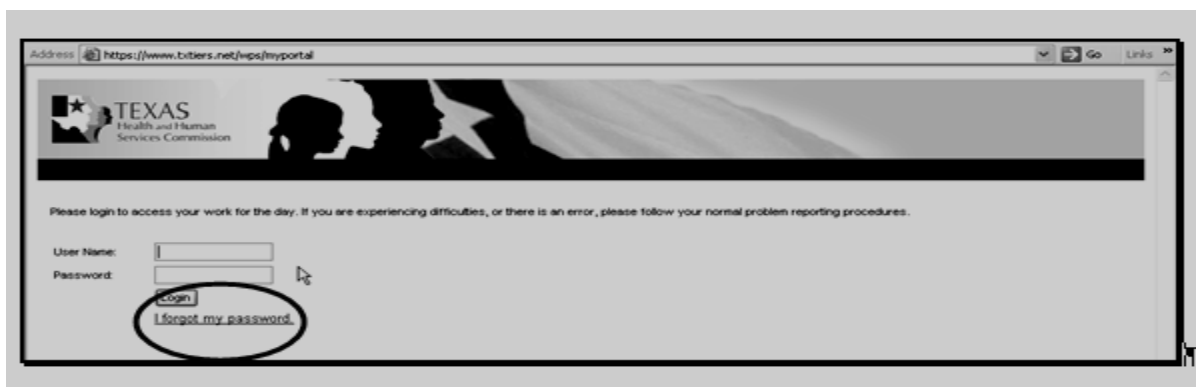 Address https://www.txtiers.net/wps/myportal Go Links »
TEXAS
Health and Human
Services Commission
Please login to access your work for the day. If you are experiencing difficulties, or there is an error, please follow your normal problem reporting procedures.
User Name:
Password:
Login
I forgot my password.